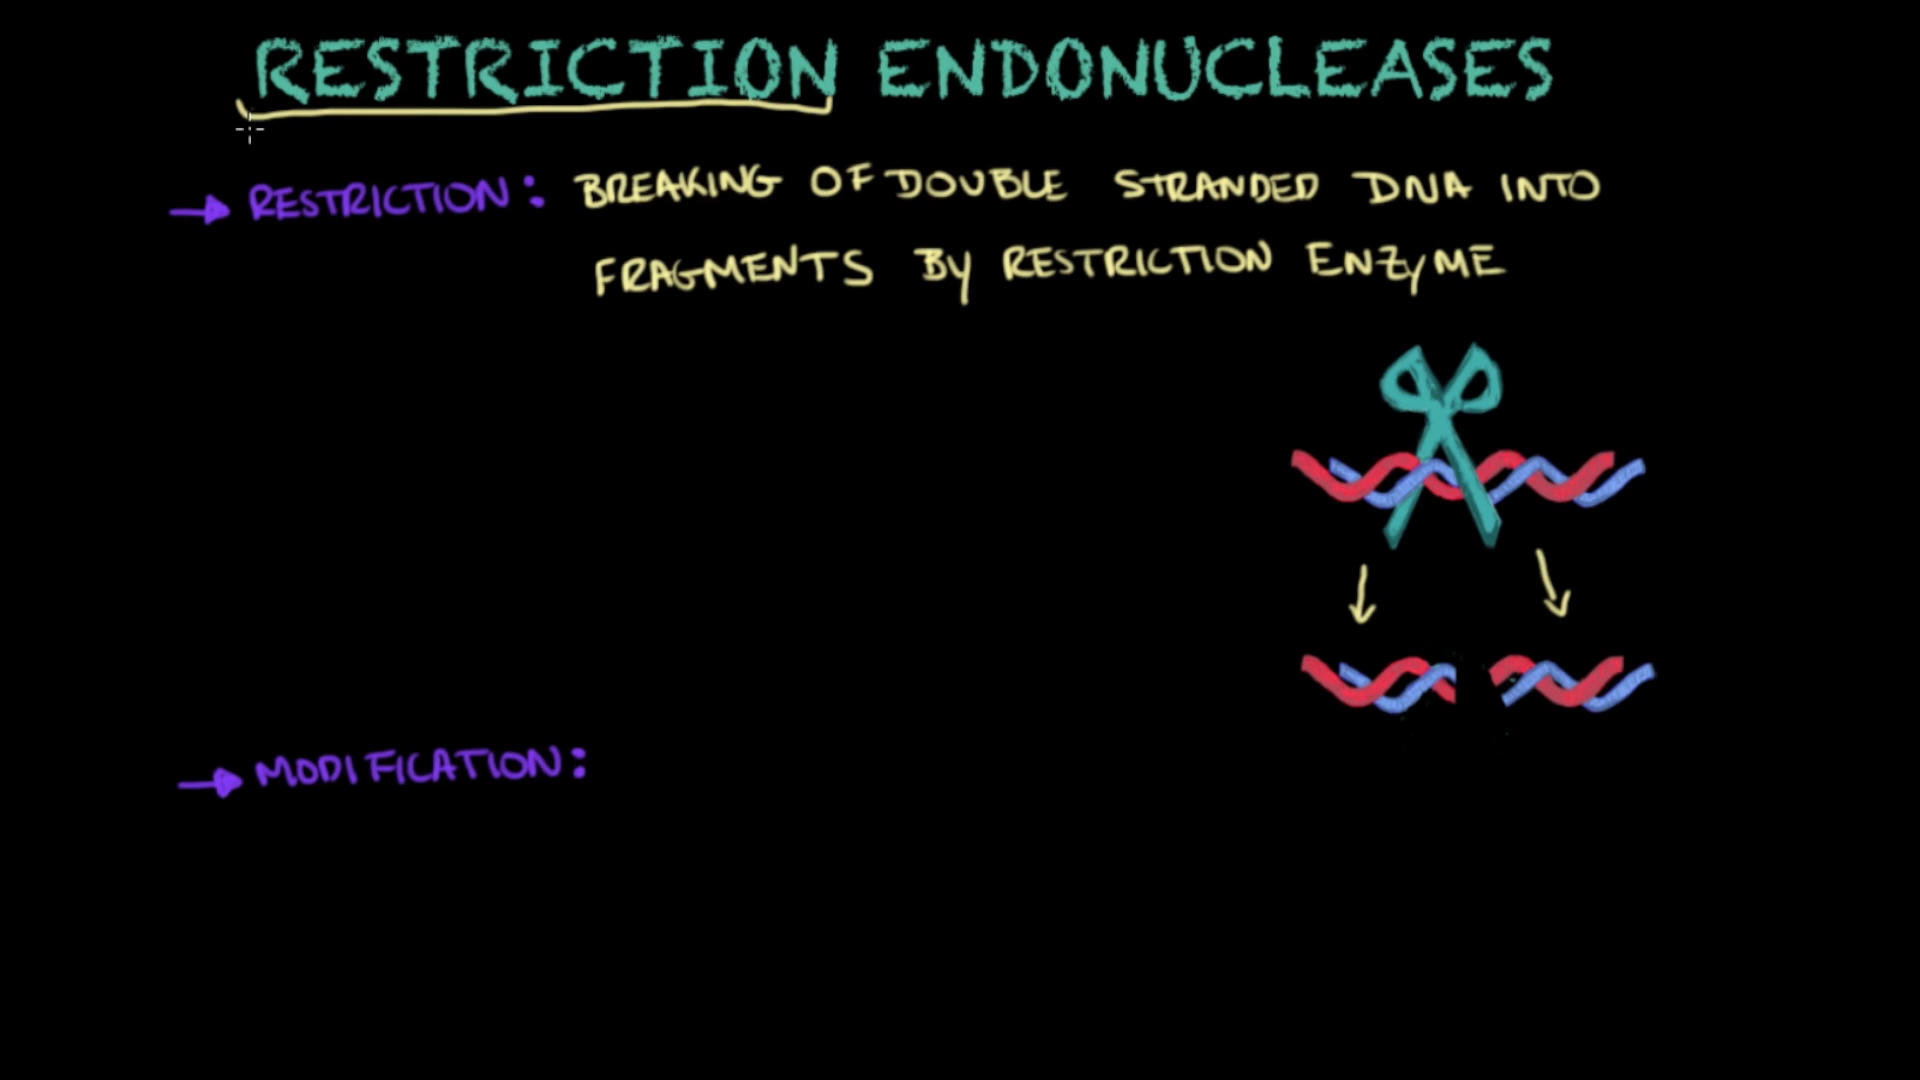 RESTRICTION ENDONUCLEASES
→ RESTRICTION: BREAKING OF DOUBLE STRANDED DNA INTO
FRAGMENTS BY RESTRICTION ENZYME
→ MODIFICATION: